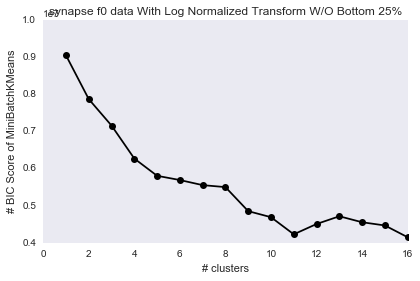 synapse f0 data With Log Normalized Transform W/O Bottom 25%
1.0
0.9
0.8
0.7
0.6
0.5
0.4
# BIC Score of MiniBatchKMeans
0 2 4 6 8 10 12 14 16
# clusters